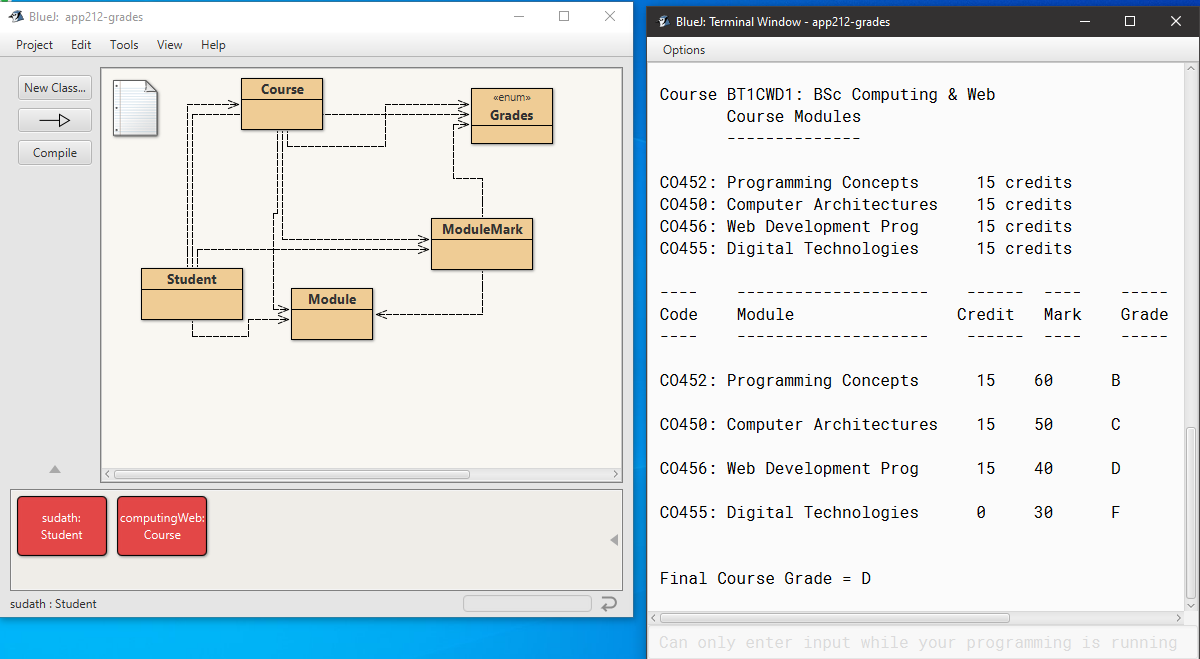 BlueJ: app212-grades
Project Edit Tools View Help
New Class...
Compile
Course
«enum»
Grades
ModuleMark
Student
Module
sudath:
Student
computingWeb:
Course
sudath : Student
BlueJ: Terminal Window - app212-grades
Options
Course BT1CWD1: BSc Computing & Web
Course Modules
--------------
CO452: Programming Concepts 15 credits
CO450: Computer Architectures 15 credits
CO456: Web Development Prog 15 credits
CO455: Digital Technologies 15 credits
---- -------------------- ------ ---- -----
Code Module Credit Mark Grade
---- -------------------- ------ ---- -----
CO452: Programming Concepts 15 60 B
CO450: Computer Architectures 15 50 C
CO456: Web Development Prog 15 40 D
CO455: Digital Technologies 0 30 F
Final Course Grade = D
Can only enter input while your programming is running